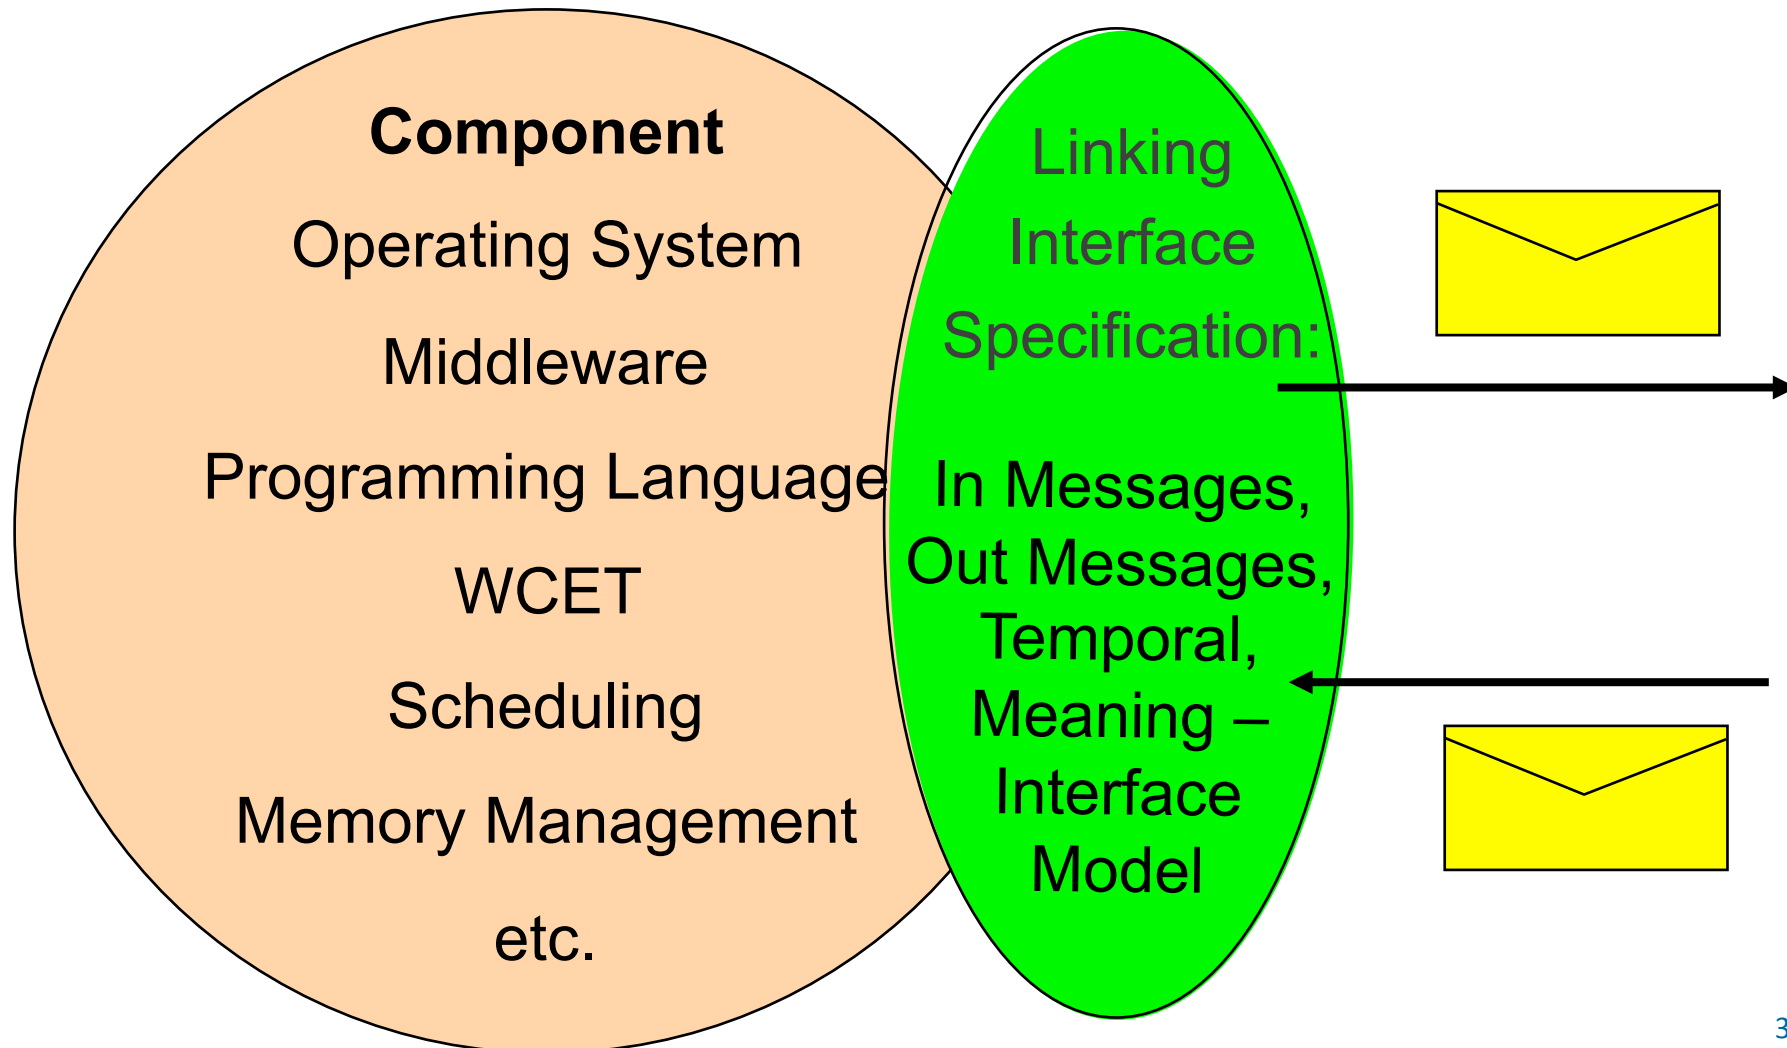 Component
Operating System
Middleware
Programming Language
WCET
Scheduling
Memory Management
etc.
Linking
Interface
Specification:
In Messages,
Out Messages,
Temporal,
Meaning –
Interface
Model
3